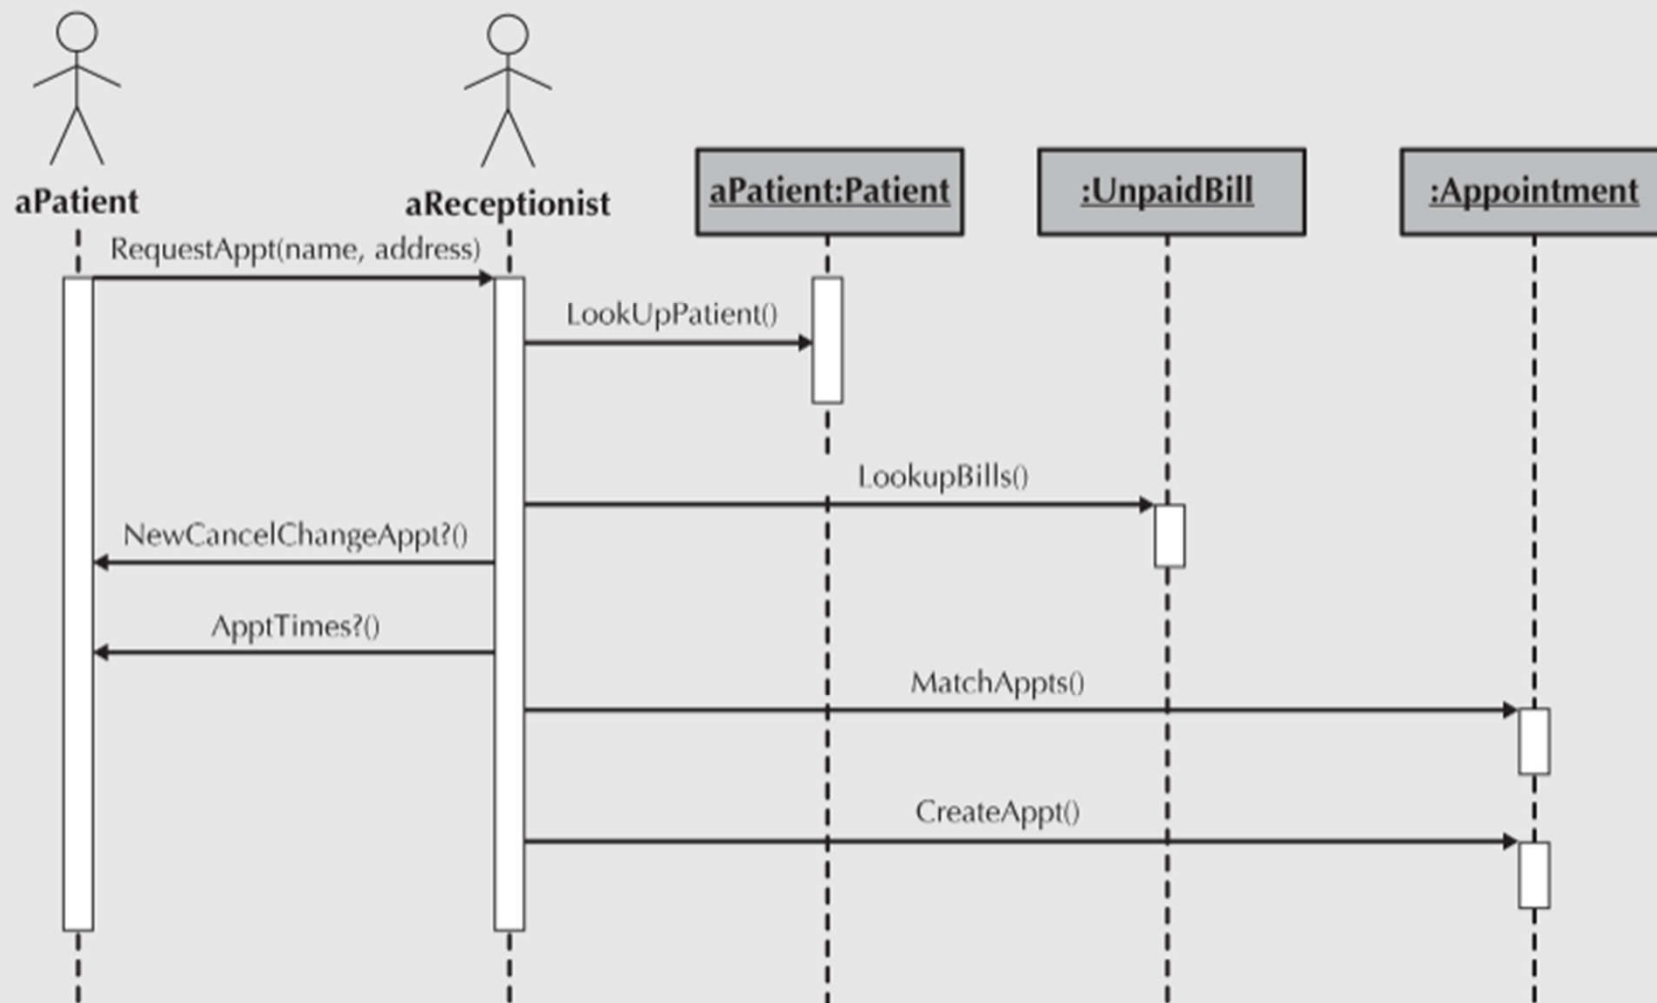 aPatient
aReceptionist
aPatient:Patient
:UnpaidBill
:Appointment
RequestAppt(name, address)
LookUpPatient()
LookupBills()
NewCancelChangeAppt?()
ApptTimes?()
MatchAppts()
CreateAppt()